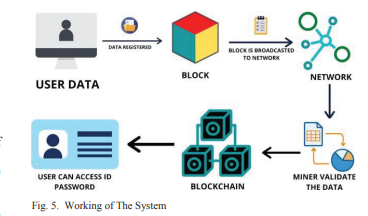 DATA REGISTERED
BLOCK IS BROADCASTED
TO NETWORK
USER DATA
BLOCK
NETWORK
USER CAN ACCESS ID
PASSWORD
BLOCKCHAIN
MINER VALIDATE
THE DATA
Fig. 5. Working of The System